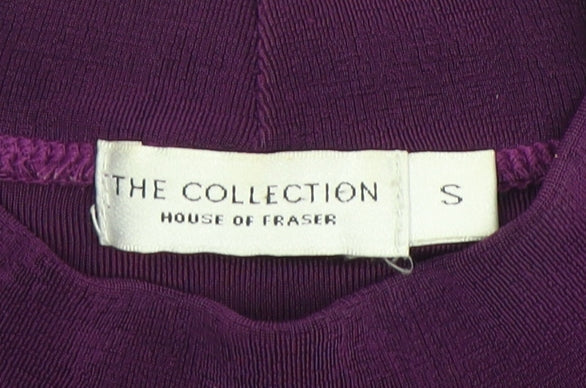 THE COLLECTION
HOUSE OF FRASER
S